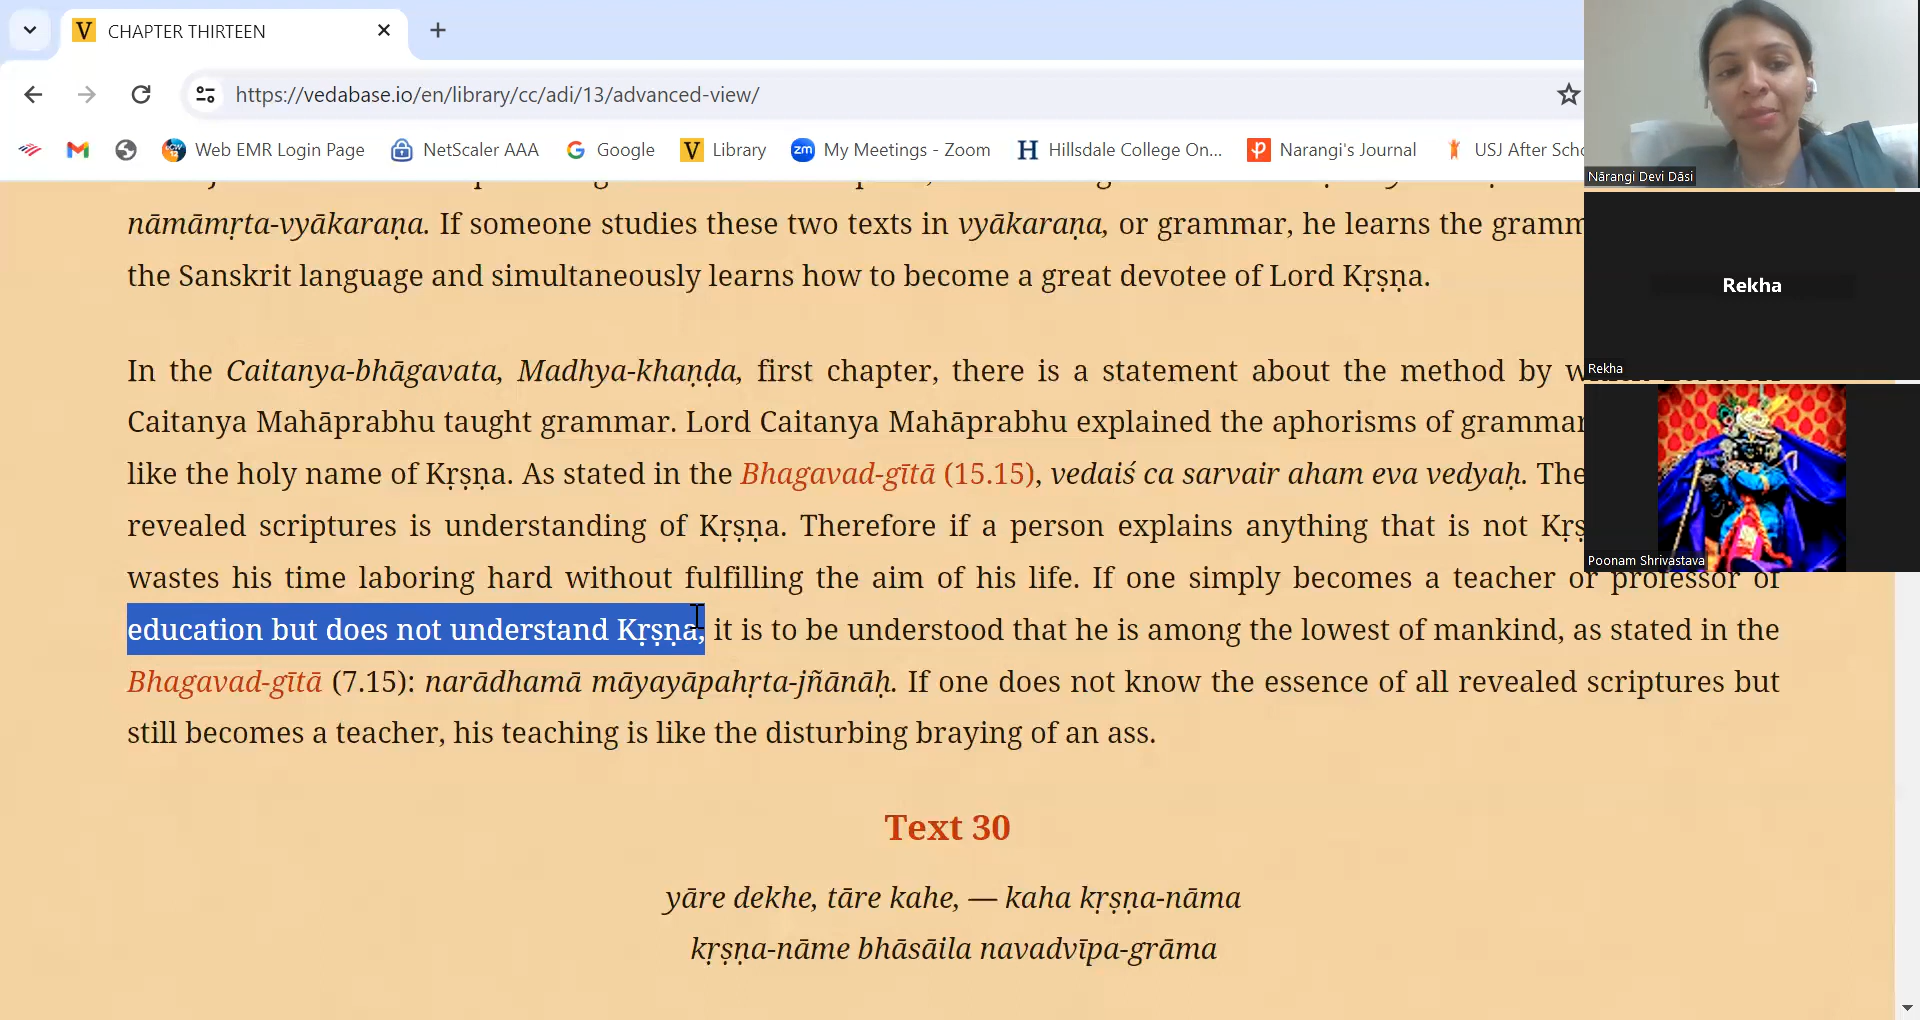 CHAPTER THIRTEEN
https://vedabase.io/en/library/cc/adi/13/advanced-view/
Web EMR Login Page
NetScaler AAA
Google
Library
My Meetings - Zoom
Hillsdale College On...
Narangi's Journal
USJ After Scho
Nārangi Devi Dāsi
Rekha
Rekha
Poonam Shrivastava
nāmāmṛta-vyākaraṇa. If someone studies these two texts in vyākaraṇa, or grammar, he learns the gramm
the Sanskrit language and simultaneously learns how to become a great devotee of Lord Kṛṣṇa.
In the Caitanya-bhāgavata, Madhya-khaṇḍa, first chapter, there is a statement about the method by
Caitanya Mahāprabhu taught grammar. Lord Caitanya Mahāprabhu explained the aphorisms of grammar
like the holy name of Kṛṣṇa. As stated in the Bhagavad-gītā (15.15), vedaiś ca sarvair aham eva vedyaḥ. The
revealed scriptures is understanding of Kṛṣṇa. Therefore if a person explains anything that is not Kṛṣ
wastes his time laboring hard without fulfilling the aim of his life. If one simply becomes a teacher or professor of
education but does not understand Kṛṣṇa, it is to be understood that he is among the lowest of mankind, as stated in the
Bhagavad-gītā (7.15): narādhamā māyayāpahṛta-jñānāḥ. If one does not know the essence of all revealed scriptures but
still becomes a teacher, his teaching is like the disturbing braying of an ass.
Text 30
yāre dekhe, tāre kahe, — kaha kṛṣṇa-nāma
kṛṣṇa-nāme bhāsāila navadvīpa-grāma